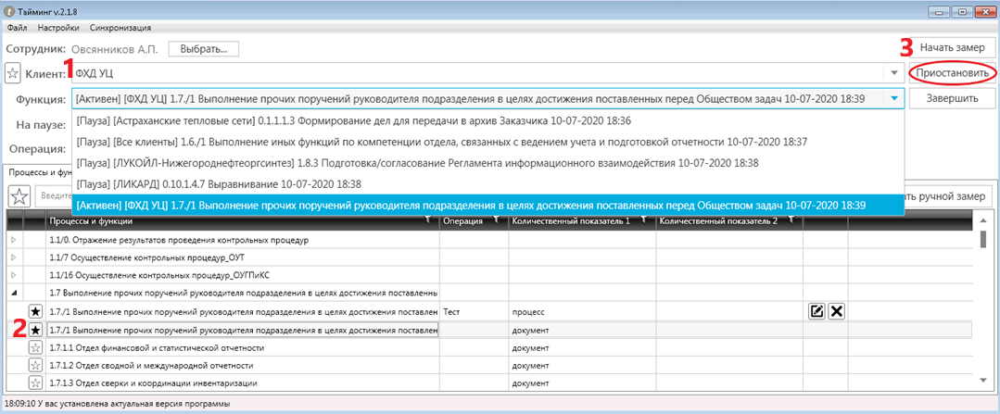 Тайминг v.2.1.8
Файл Настройки Синхронизация
Сотрудник: Овсянников А.П. Выбрать... 3 Начать замер
1 Клиент: ФХД УЦ Приостановить
Функция: [Активен] [ФХД УЦ] 1.7./1 Выполнение прочих поручений руководителя подразделения в целях достижения поставленных перед Обществом задач 10-07-2020 18:39 Завершить
На паузе: [Пауза] [Астраханские тепловые сети] 0.1.1.1.3 Формирование дел для передачи в архив Заказчика 10-07-2020 18:36
[Пауза] [Все клиенты] 1.6./1 Выполнение иных функций по компетенции отдела, связанных с ведением учета и подготовкой отчетности 10-07-2020 18:37
Операция: [Пауза] [ЛУКОЙЛ-Нижегороднефтеоргсинтез] 1.8.3 Подготовка/согласование Регламента информационного взаимодействия 10-07-2020 18:38
Процессы и фун [Пауза] [ЛИКАРД] 0.10.1.4.7 Выравнивание 10-07-2020 18:38
Введите [Активен] [ФХД УЦ] 1.7./1 Выполнение прочих поручений руководителя подразделения в целях достижения поставленных перед Обществом задач 10-07-2020 18:39 ать ручной замер
Процессы и функции Операция Количественный показатель 1 Количественный показатель 2
1.1/0. Отражение результатов проведения контрольных процедур
1.1/7 Осуществление контрольных процедур_ОУТ
1.1/16 Осуществление контрольных процедур_ОУГПиКС
1.7 Выполнение прочих поручений руководителя подразделения в целях достижения поставленны
1.7./1 Выполнение прочих поручений руководителя подразделения в целях достижения поставлен Тест процесс
2 1.7./1 Выполнение прочих поручений руководителя подразделения в целях достижения поставлен документ
1.7.1.1 Отдел финансовой и статистической отчетности документ
1.7.1.2 Отдел сводной и международной отчетности документ
1.7.1.3 Отдел сверки и координации инвентаризации документ
18:09:10 У вас установлена актуальная версия программы